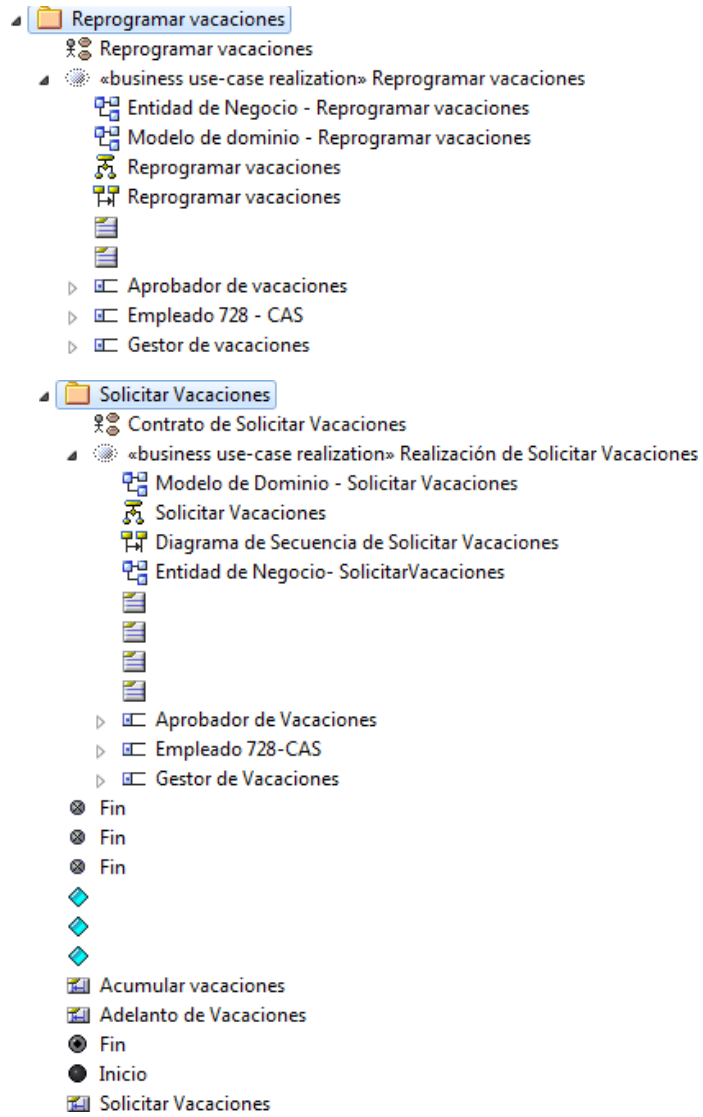 Reprogramar vacaciones
Reprogramar vacaciones
«business use-case realization» Reprogramar vacaciones
Entidad de Negocio - Reprogramar vacaciones
Modelo de dominio - Reprogramar vacaciones
Reprogramar vacaciones
Reprogramar vacaciones
Aprobador de vacaciones
Empleado 728 - CAS
Gestor de vacaciones
Solicitar Vacaciones
Contrato de Solicitar Vacaciones
«business use-case realization» Realización de Solicitar Vacaciones
Modelo de Dominio - Solicitar Vacaciones
Solicitar Vacaciones
Diagrama de Secuencia de Solicitar Vacaciones
Entidad de Negocio- SolicitarVacaciones
Aprobador de Vacaciones
Empleado 728-CAS
Gestor de Vacaciones
Fin
Fin
Fin
Acumular vacaciones
Adelanto de Vacaciones
Fin
Inicio
Solicitar Vacaciones